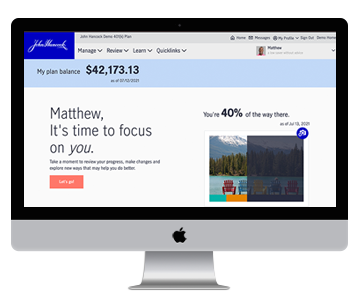 John Hancock Demo 401(k) Plan
Home Messages My Profile Sign Out Demo Home
John Hancock
Manage Review Learn Quicklinks
Matthew
My plan balance $42,173.13
as of 07/13/2021
Matthew,
It's time to focus
on you.
Take a moment to review your progress, make changes and
explore new ways that may help you do better.
Let's go!
You're 40% of the way there.
as of Jul 13, 2021